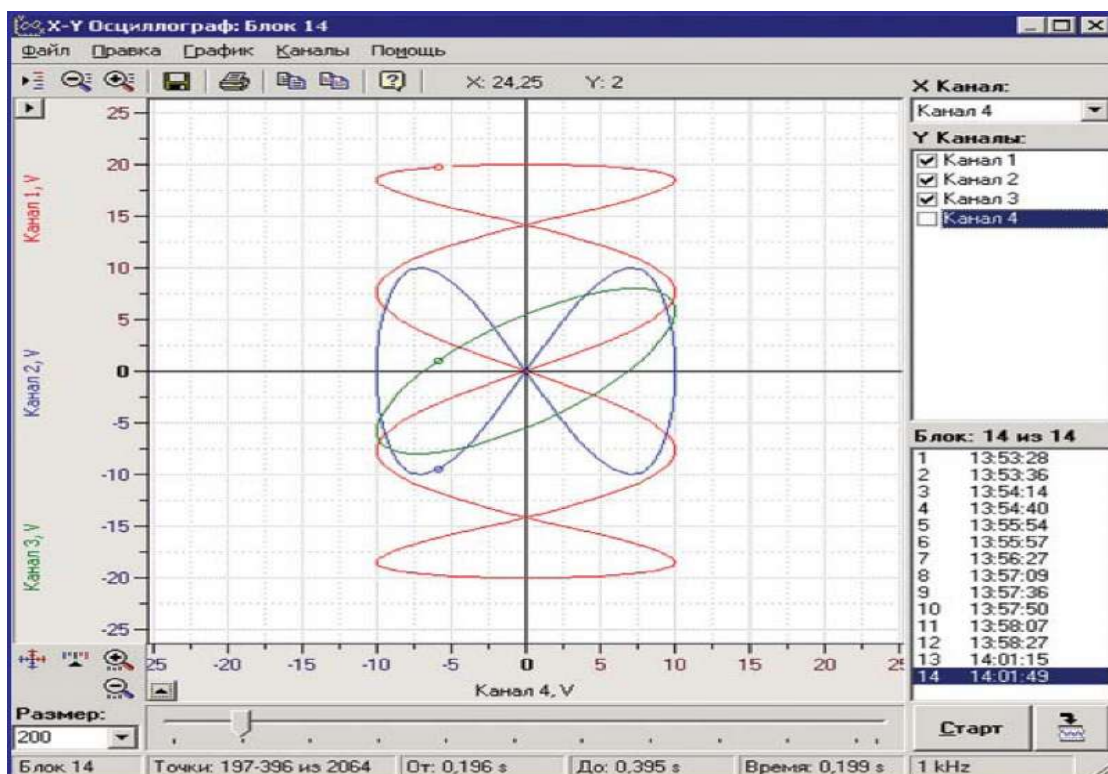 X-Y Осциллограф: Блок 14
Файл Правка График Каналы Помощь
X: 24,25 Y: 2
X Канал:
Канал 4
Y Каналы:
Канал 1
Канал 2
Канал 3
Канал 4
25
20
15
10
5
0
-5
-10
-15
-20
-25
Канал 1, V
Канал 2, V
Канал 3, V
25 -20 -15 -10 -5 0 5 10 15 20 25
Канал 4, V
Блок: 14 из 14
1 13:53:28
2 13:53:36
3 13:54:14
4 13:54:40
5 13:55:54
6 13:55:57
7 13:56:27
8 13:57:09
9 13:57:36
10 13:57:50
11 13:58:07
12 13:58:27
13 14:01:15
14 14:01:49
Размер:
200
Старт
Блок 14 Точки: 197-396 из 2064 От: 0,196 s До: 0,395 s Время: 0,199 s 1 kHz